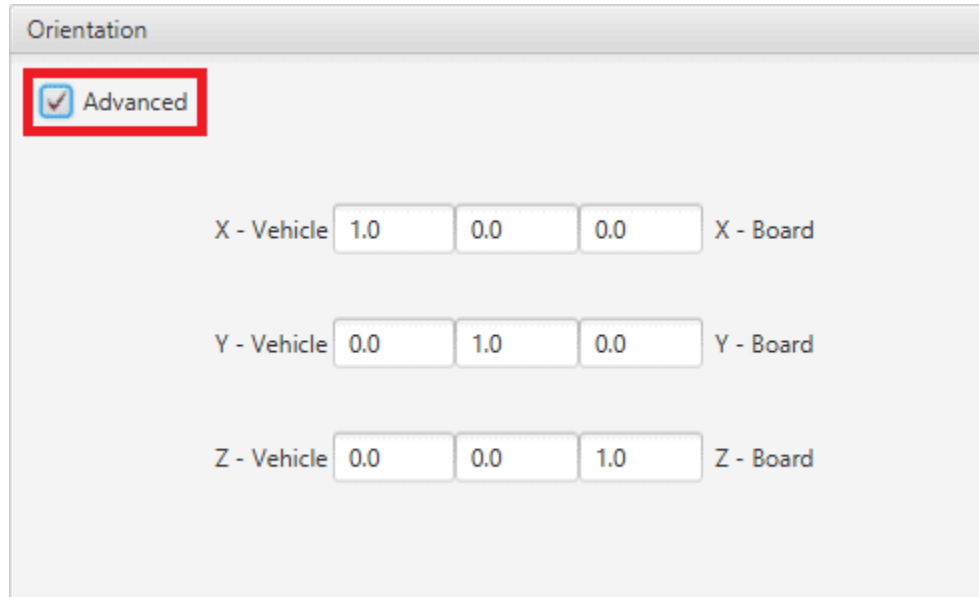 Orientation
Advanced
X - Vehicle 1.0 0.0 0.0 X - Board
Y - Vehicle 0.0 1.0 0.0 Y - Board
Z - Vehicle 0.0 0.0 1.0 Z - Board